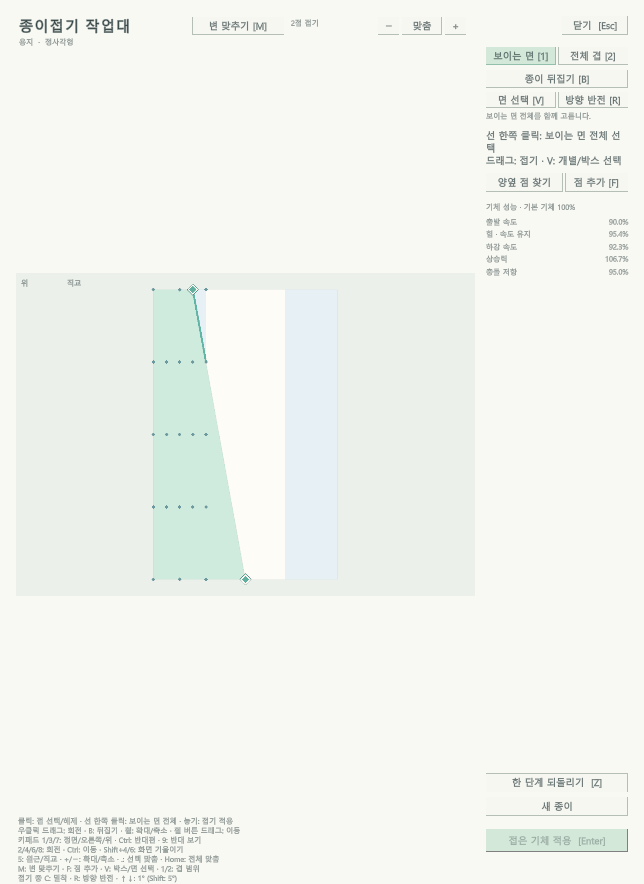 종이접기 작업대
용지 · 정사각형
변 맞추기 [M]
2점 접기
−
맞춤
+
닫기 [Esc]
보이는 면 [1]
전체 겹 [2]
종이 뒤집기 [B]
면 선택 [V]
방향 반전 [R]
보이는 면 전체를 함께 고릅니다.
선 한쪽 클릭: 보이는 면 전체 선
택
드래그: 접기 · V: 개별/박스 선택
양옆 점 찾기
점 추가 [F]
기체 성능 · 기본 기체 100%
출발 속도 90.0%
힘 · 속도 유지 95.4%
하강 속도 92.3%
상승력 106.7%
충돌 저항 95.0%
위
직교
한 단계 되돌리기 [Z]
새 종이
접은 기체 적용 [Enter]
클릭: 점 선택/해제 · 선 한쪽 클릭: 보이는 면 전체 · 놓기: 접기 적용
우클릭 드래그: 회전 · B: 뒤집기 · 휠: 확대/축소 · 휠 버튼 드래그: 이동
키패드 1/3/7: 정면/오른쪽/위 · Ctrl: 반대편 · 9: 반대 보기
2/4/6/8: 회전 · Ctrl: 이동 · Shift+4/6: 화면 기울이기
5: 원근/직교 · +/−: 확대/축소 · .: 선택 맞춤 · Home: 전체 맞춤
M: 변 맞추기 · F: 점 추가 · V: 박스/면 선택 · 1/2: 겹 범위
접기 중 C: 밀착 · R: 방향 반전 · ↑↓: 1° (Shift: 5°)